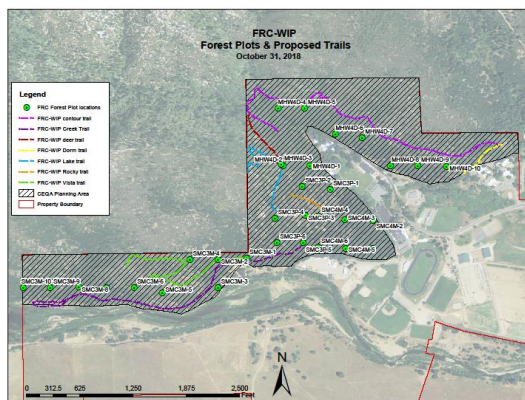 FRC-WIP
Forest Plots & Proposed Trails
October 31, 2018
Legend
FRC Forest Plot locations
FRC-WIP contour trail
FRC-WIP Creek Trail
FRC-WIP deer trail
FRC-WIP Dorm trail
FRC-WIP Lake trail
FRC-WIP Rocky trail
FRC-WIP Vista trail
CEQA Planning Area
Property Boundary
MHW4D-4
MHW4D-5
MHW4D-6
MHW4D-7
MHW4D-2
MHW4D-3
MHW4D-1
MHW4D-8
MHW4D-9
MHW4D-10
SMC3P-2
SMC3P-1
SMC3P-4
SMC3P-3
SMC4M-4
SMC4M-3
SMC4M-2
SMC3P-6
SMC3P-5
SMC4M-6
SMC4M-5
SMC3M-1
SMC3M-2
SMC3M-3
SMC3M-10
SMC3M-9
SMC3M-8
SMC3M-6
SMC3M-5
N
0 312.5 625 1,250 1,875 2,500
Feet